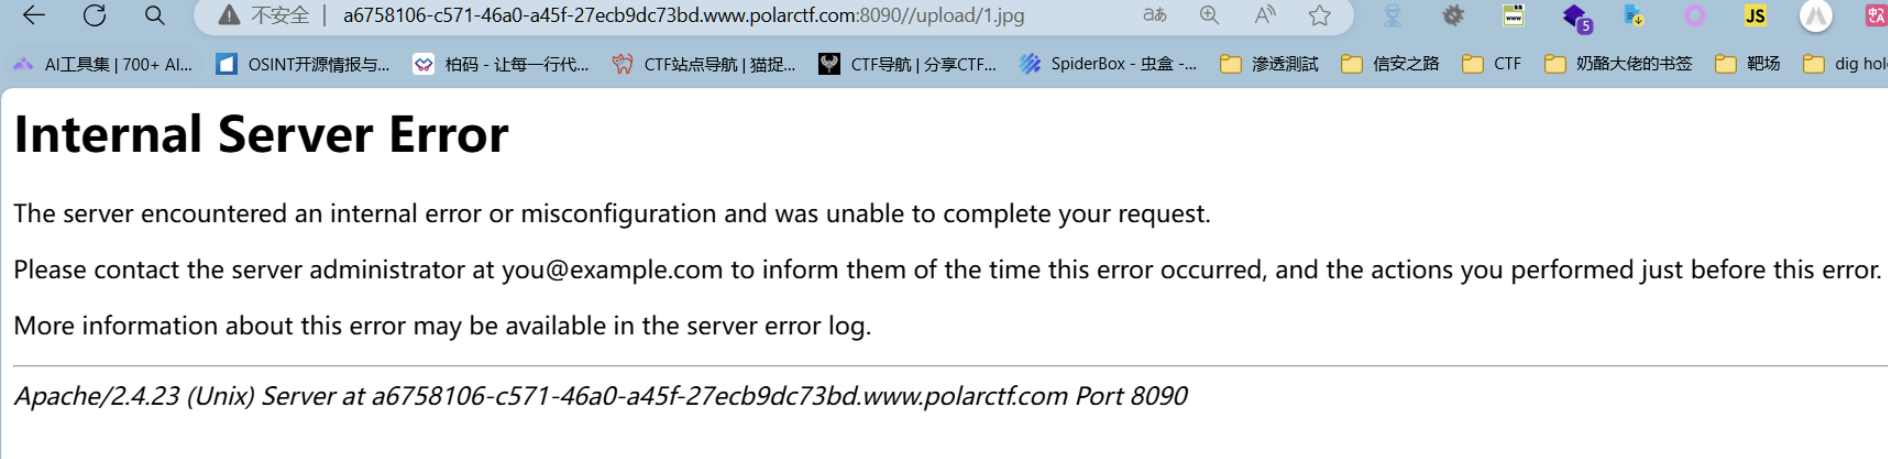 不安全 | a6758106-c571-46a0-a45f-27ecb9dc73bd.www.polarctf.com:8090//upload/1.jpg aあ A 5 www JS
AI工具集 | 700+ AI... OSINT开源情报与... 柏码 - 让每一行代... CTF站点导航 | 猫捉... CTF导航 | 分享CTF... SpiderBox - 虫盒 -... 滲透測試 信安之路 CTF 奶酪大佬的书签 靶场 dig hol
Internal Server Error
The server encountered an internal error or misconfiguration and was unable to complete your request.
Please contact the server administrator at you@example.com to inform them of the time this error occurred, and the actions you performed just before this error.
More information about this error may be available in the server error log.
Apache/2.4.23 (Unix) Server at a6758106-c571-46a0-a45f-27ecb9dc73bd.www.polarctf.com Port 8090